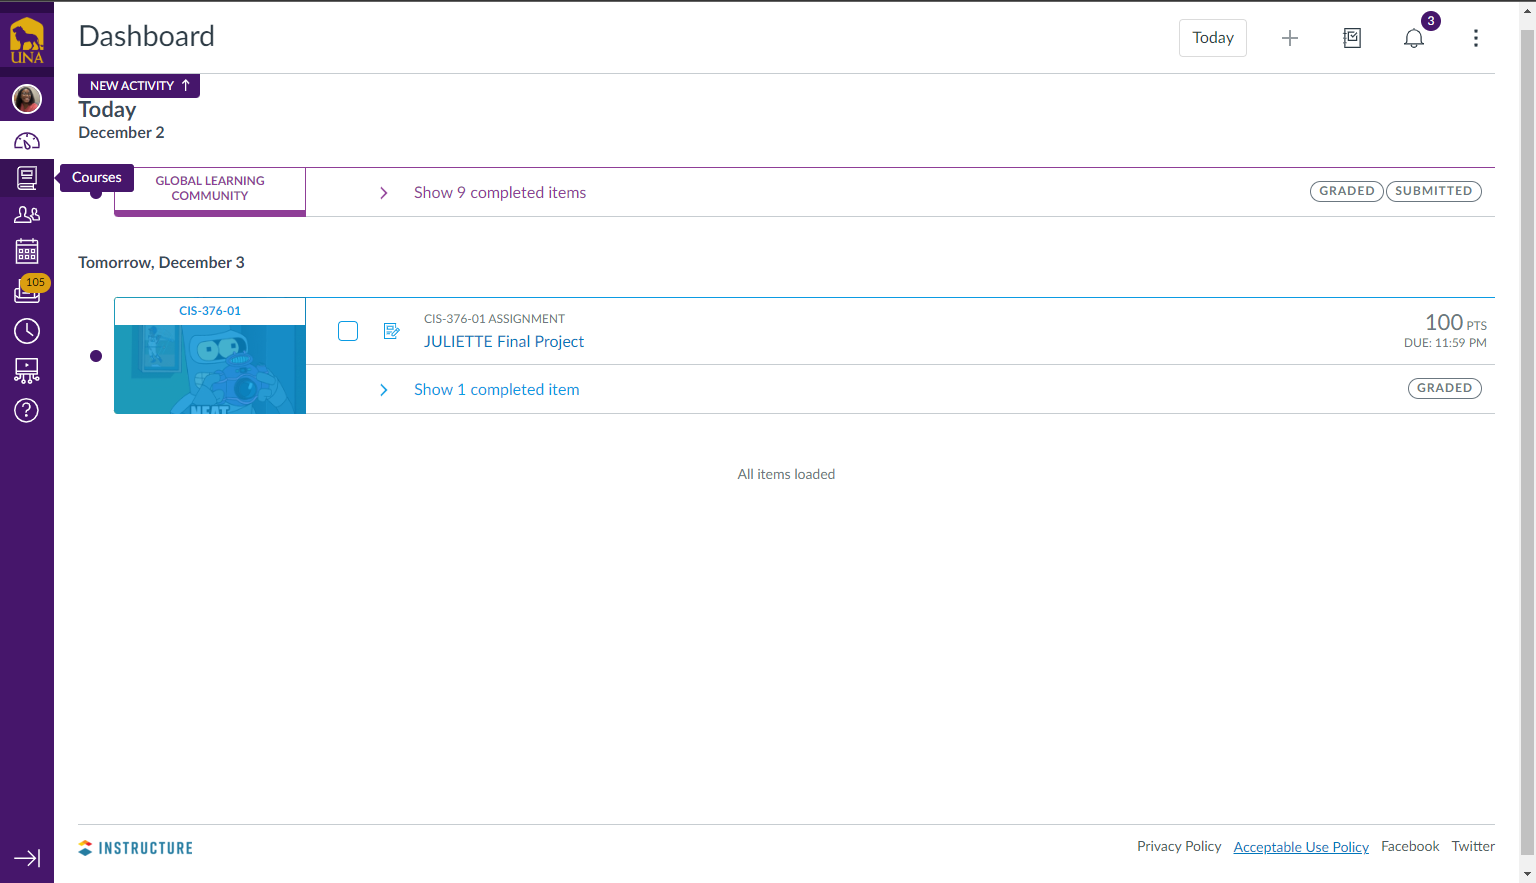 UNA
Dashboard
Today
3
NEW ACTIVITY ↑
Today
December 2
Courses
GLOBAL LEARNING
COMMUNITY
Show 9 completed items
GRADED
SUBMITTED
105
Tomorrow, December 3
CIS-376-01
NEAT
CIS-376-01 ASSIGNMENT
JULIETTE Final Project
100 PTS
DUE: 11:59 PM
Show 1 completed item
GRADED
All items loaded
INSTRUCTURE
Privacy Policy
Acceptable Use Policy
Facebook
Twitter